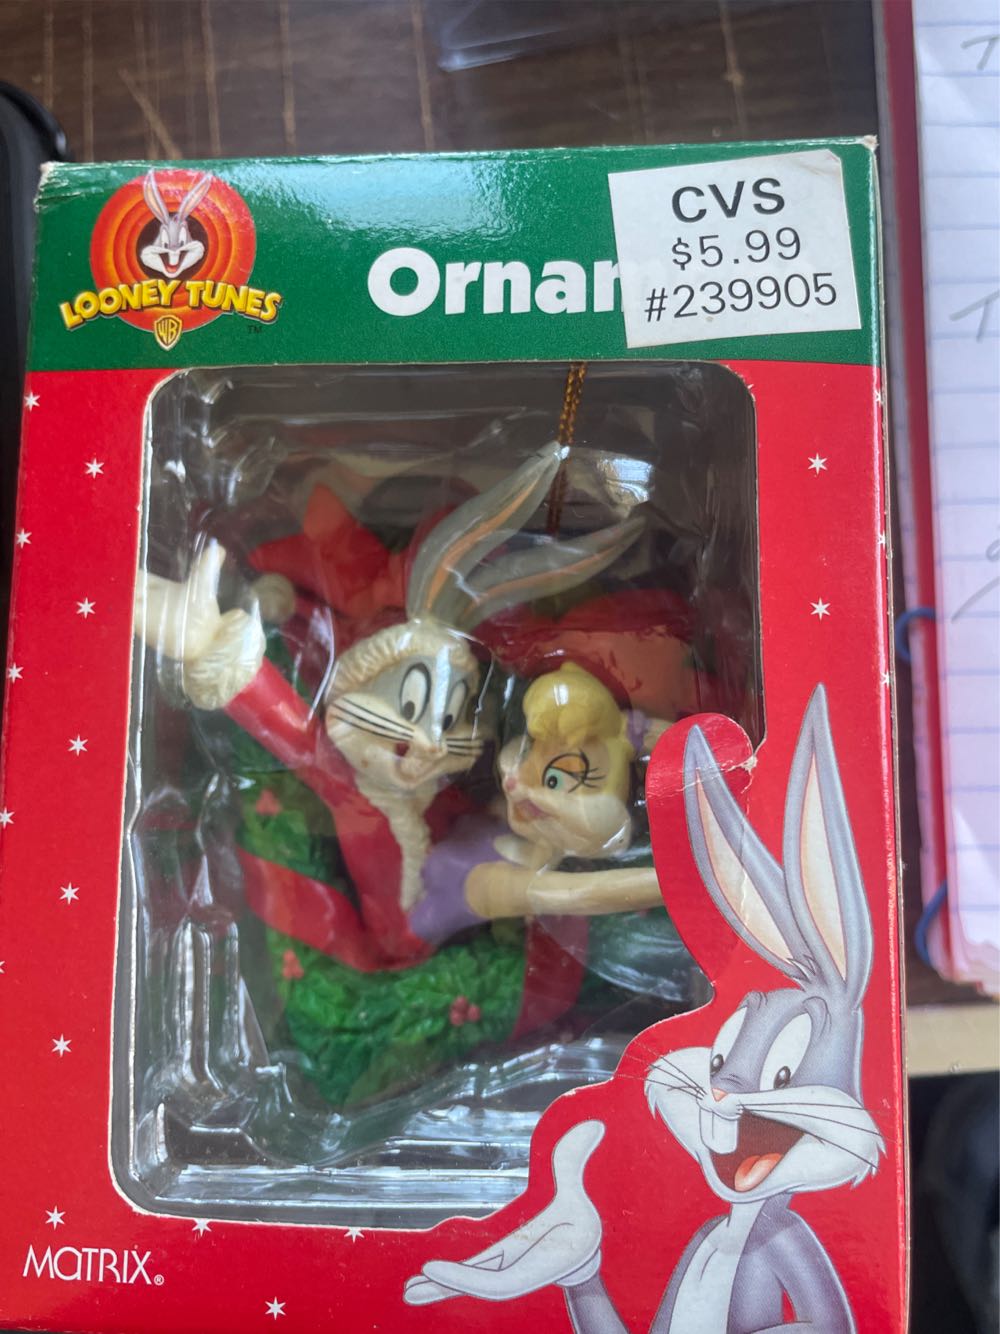 LOONEY TUNES
WB
TM
Ornam
CVS
$5.99
#239905
MATRIX®